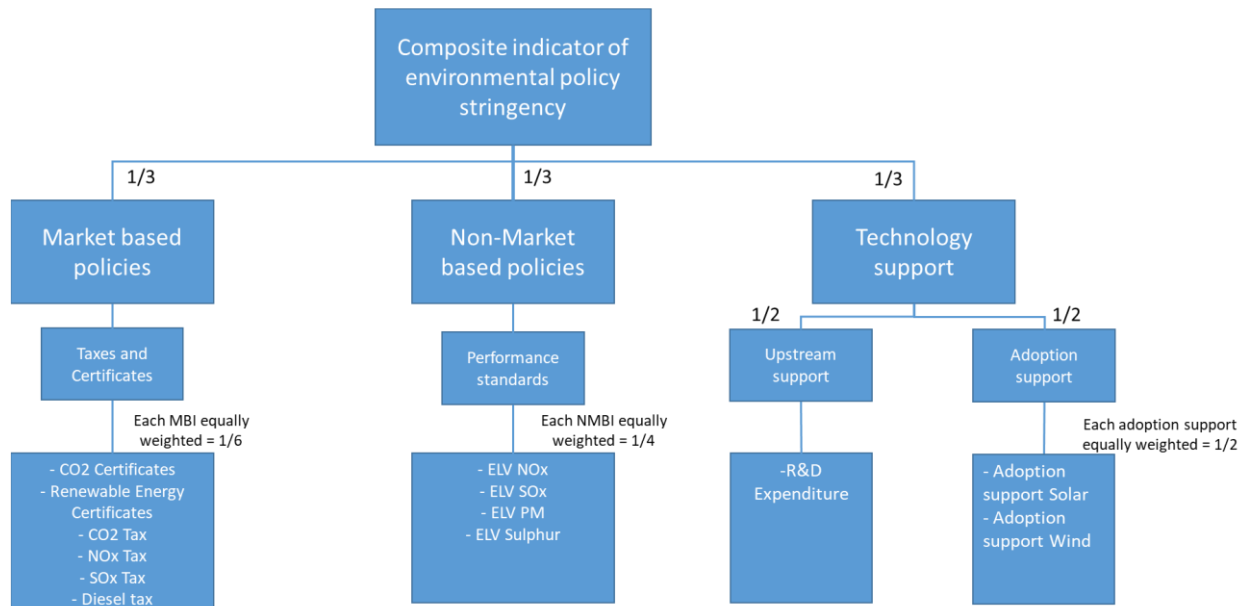 Composite indicator of
environmental policy
stringency
1/3
1/3
1/3
Market based
policies
Non-Market
based policies
Technology
support
1/2
1/2
Taxes and
Certificates
Performance
standards
Upstream
support
Adoption
support
Each MBI equally
weighted = 1/6
Each NMBI equally
weighted = 1/4
Each adoption support
equally weighted = 1/2
- CO2 Certificates
- Renewable Energy
Certificates
- CO2 Tax
- NOx Tax
- SOx Tax
- Diesel tax
- ELV NOx
- ELV SOx
- ELV PM
- ELV Sulphur
-R&D
Expenditure
- Adoption
support Solar
- Adoption
support Wind